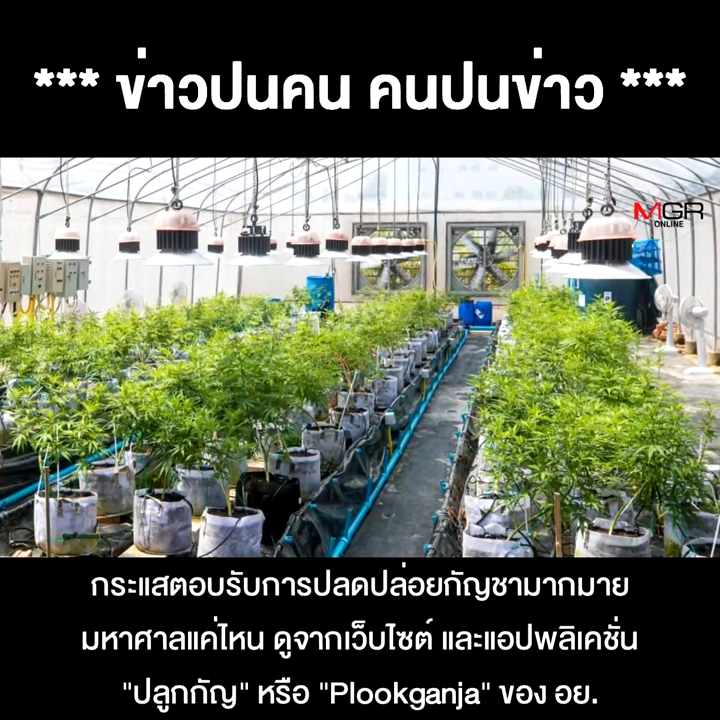 *** ข่าวปนคน คนปนข่าว ***
MGR
ONLINE
กระแสตอบรับการปลดปล่อยกัญชามากมาย
มหาศาลแค่ไหน ดูจากเว็บไซต์ และแอปพลิเคชั่น
"ปลูกกัญ" หรือ "Plookganja" ของ อย.